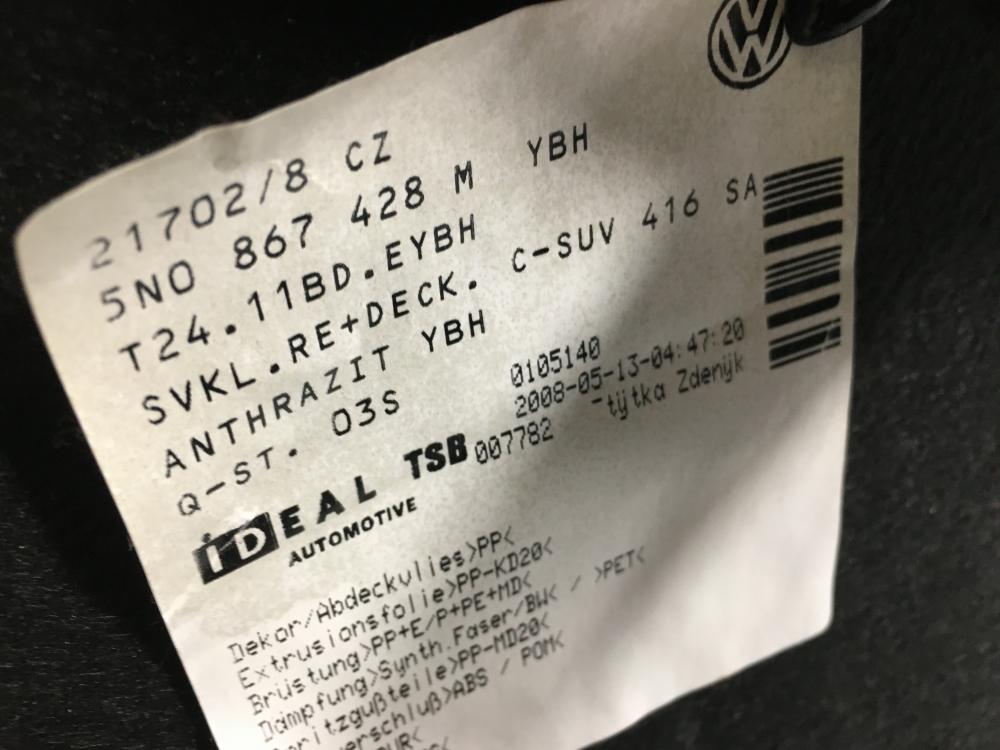 21702/8 CZ
5N0 867 428 M YBH
T24.11BD.EYBH
SVKL.RE+DECK. C-SUV 416 SA
ANTHRAZIT YBH
Q-ST. 03S
0105140
2008-05-13-04:47:20
007782 Zdenijk
iDEAL TSB
AUTOMOTIVE
Dekor/Abdeckvlies>PP<
Extrusionsfolie>PP-KD20<
Brüstung>PP+E/P+PE+MD<
Dämpfung>Synth.Faser/BW< / >PET<
>PP-MD20<
>ABS / POM<